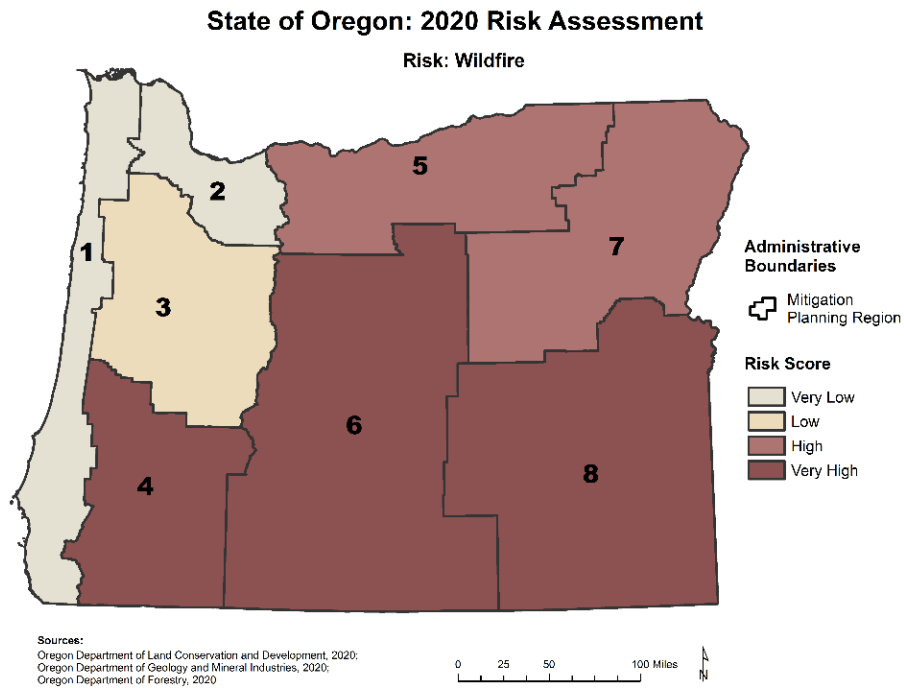 State of Oregon: 2020 Risk Assessment
Risk: Wildfire
1
2
3
4
5
6
7
8
Administrative
Boundaries
Mitigation
Planning Region
Risk Score
Very Low
Low
High
Very High
Sources:
Oregon Department of Land Conservation and Development, 2020;
Oregon Department of Geology and Mineral Industries, 2020;
Oregon Department of Forestry, 2020
0 25 50 100 Miles
N